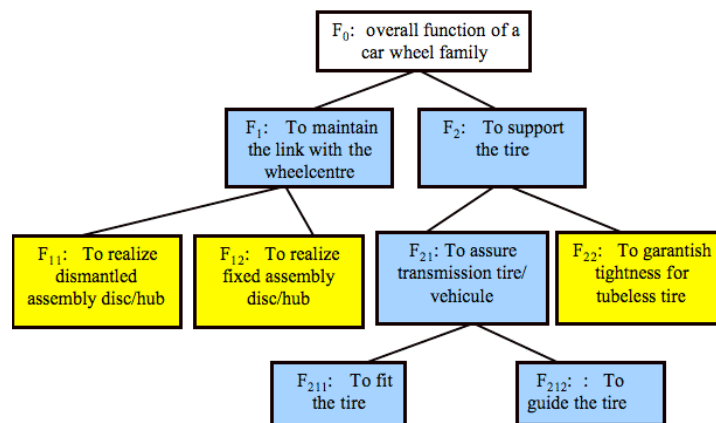 F₀: overall function of a
car wheel family
F₁: To maintain
the link with the
wheelcentre
F₂: To support
the tire
F₁₁: To realize
dismantled
assembly disc/hub
F₁₂: To realize
fixed assembly
disc/hub
F₂₁: To assure
transmission tire/
vehicule
F₂₂: To garantish
tightness for
tubeless tire
F₂₁₁: To fit
the tire
F₂₁₂: : To
guide the tire